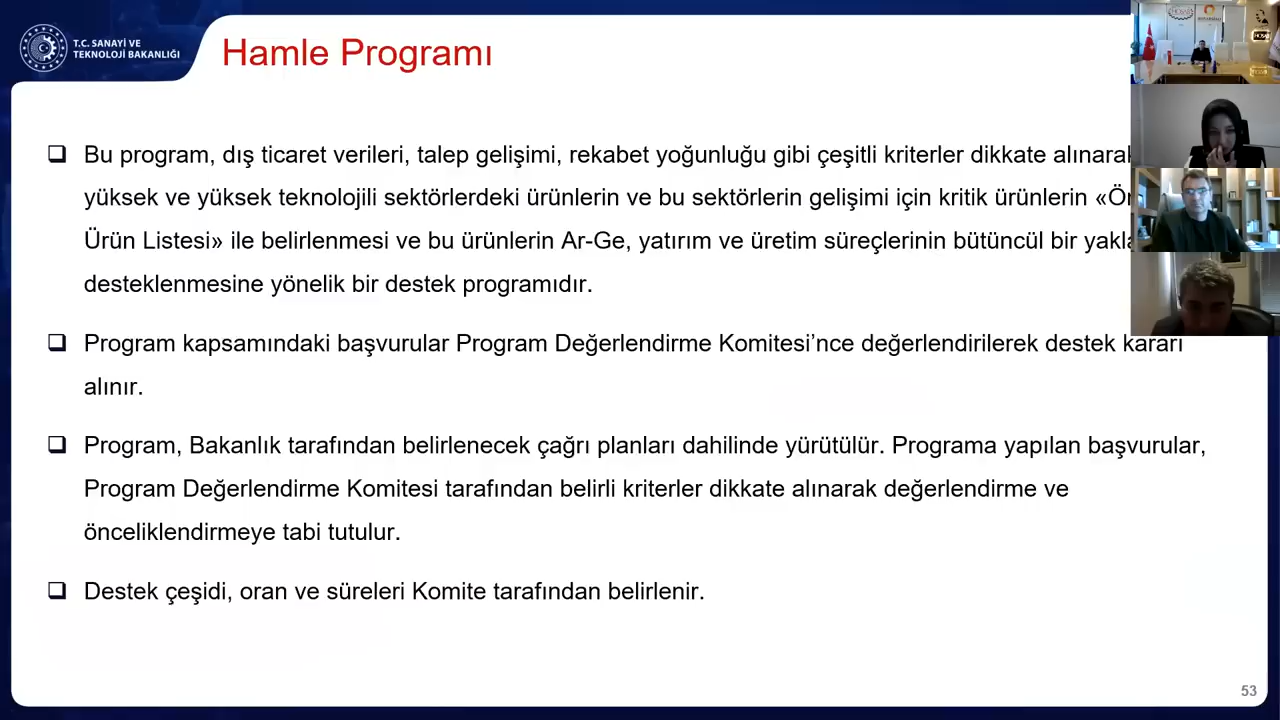 T.C. SANAYİ VE
TEKNOLOJİ BAKANLIĞI
Hamle Programı
Bu program, dış ticaret verileri, talep gelişimi, rekabet yoğunluğu gibi çeşitli kriterler dikkate
yüksek ve yüksek teknolojili sektörlerdeki ürünlerin ve bu sektörlerin gelişimi için kritik ürünlerin
Ürün Listesi» ile belirlenmesi ve bu ürünlerin Ar-Ge, yatırım ve üretim süreçlerinin bütüncül bir
desteklenmesine yönelik bir destek programıdır.
Program kapsamındaki başvurular Program Değerlendirme Komitesi’nce değerlendirilerek destek kararı
alınır.
Program, Bakanlık tarafından belirlenecek çağrı planları dahilinde yürütülür. Programa yapılan başvurular,
Program Değerlendirme Komitesi tarafından belirli kriterler dikkate alınarak değerlendirme ve
önceliklendirmeye tabi tutulur.
Destek çeşidi, oran ve süreleri Komite tarafından belirlenir.
53